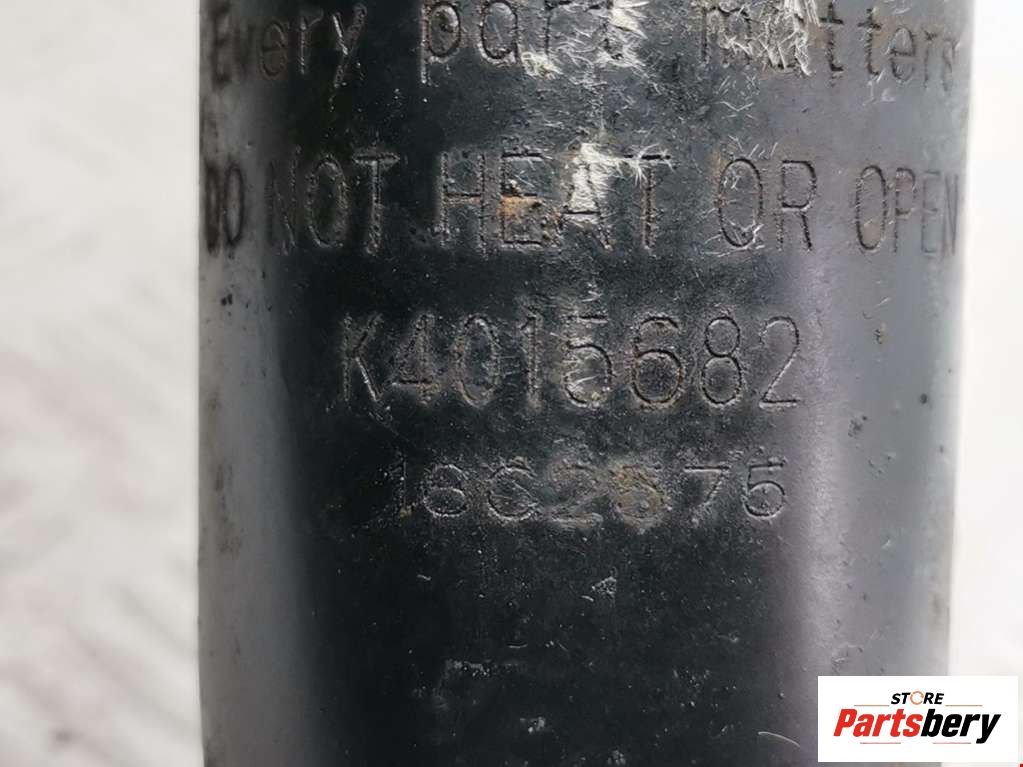 Every part matters
DO NOT HEAT OR OPEN
K4015682
STORE
Partsbery